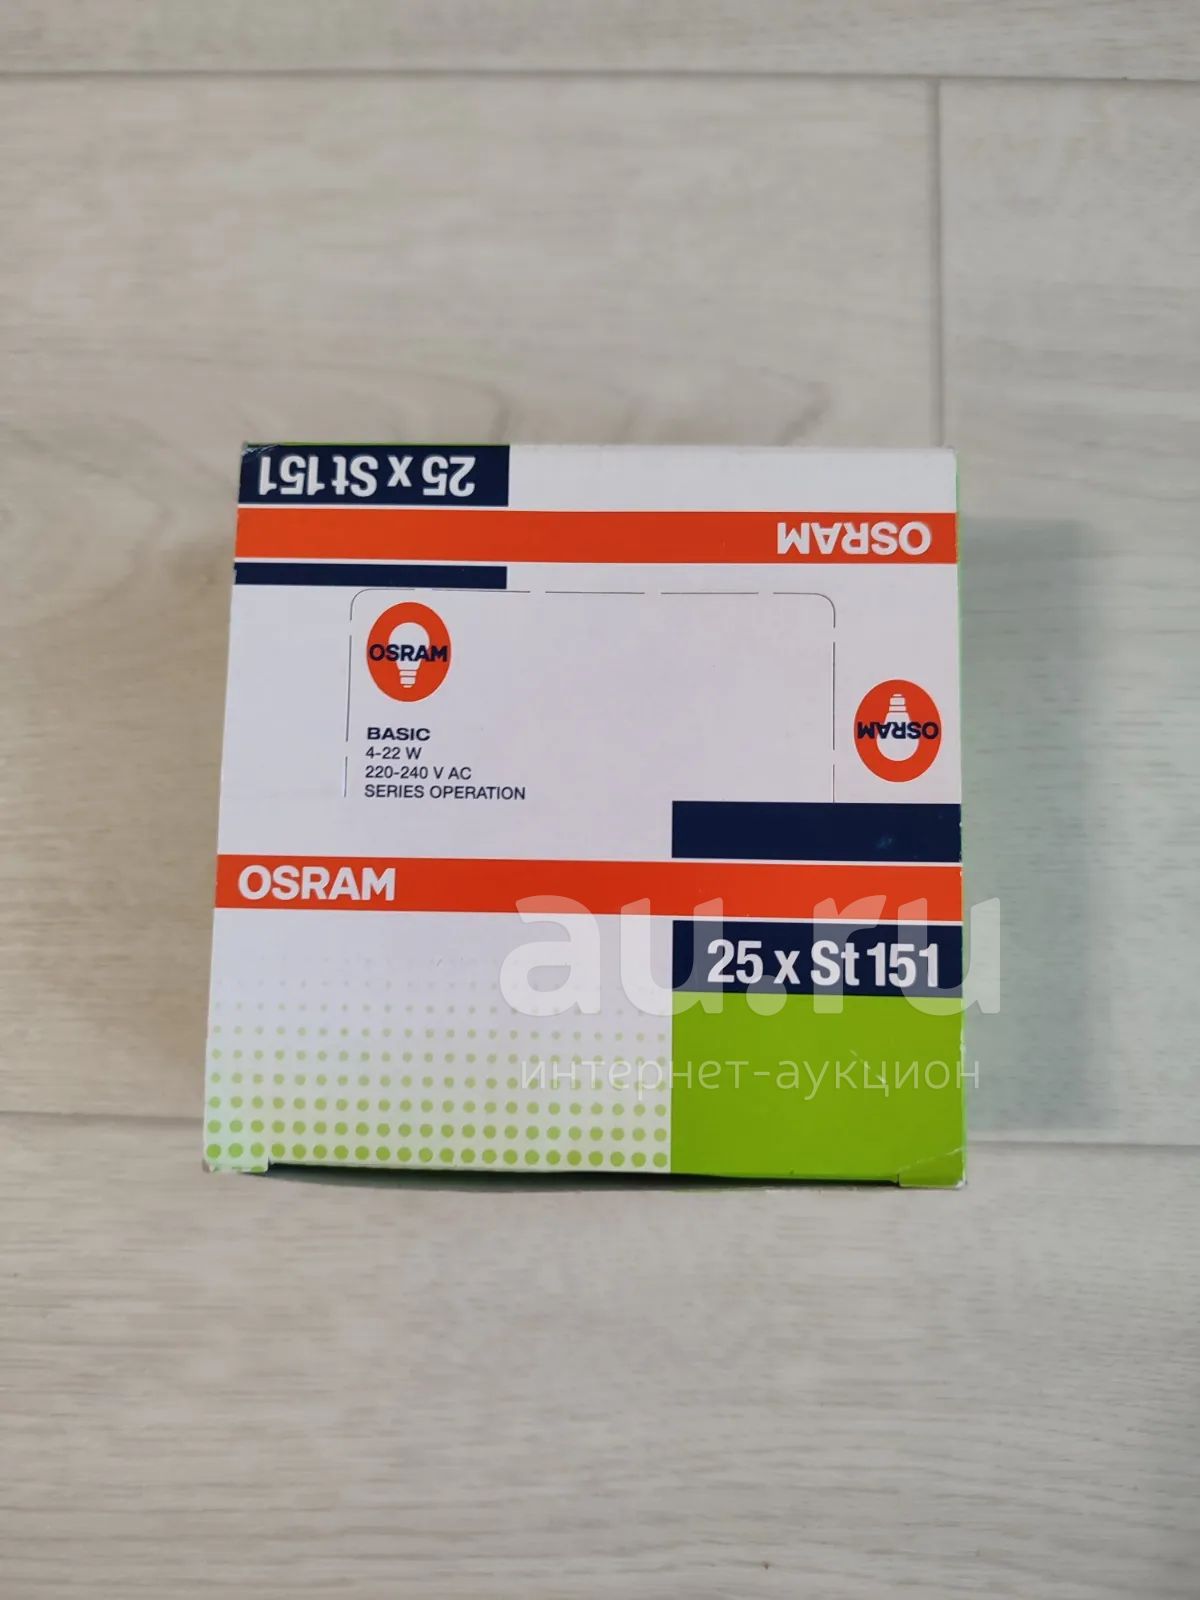 25 x St 151
OSRAM
OSRAM
BASIC
4-22 W
220-240 V AC
SERIES OPERATION
OSRAM
OSRAM
25 x St 151
au.ru
интернет-аукцион